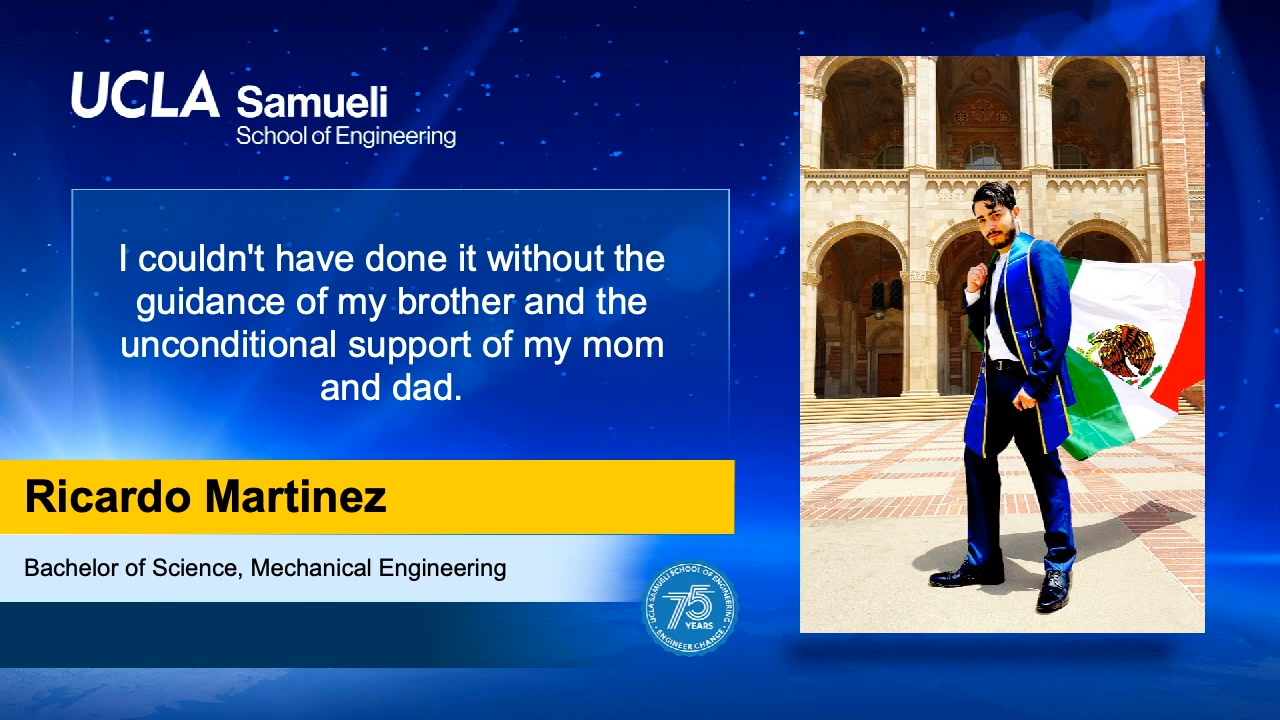 UCLA Samueli
School of Engineering
I couldn't have done it without the
guidance of my brother and the
unconditional support of my mom
and dad.
Ricardo Martinez
Bachelor of Science, Mechanical Engineering
UCLA SAMUELI SCHOOL OF ENGINEERING
75
YEARS
ENGINEER CHANGE